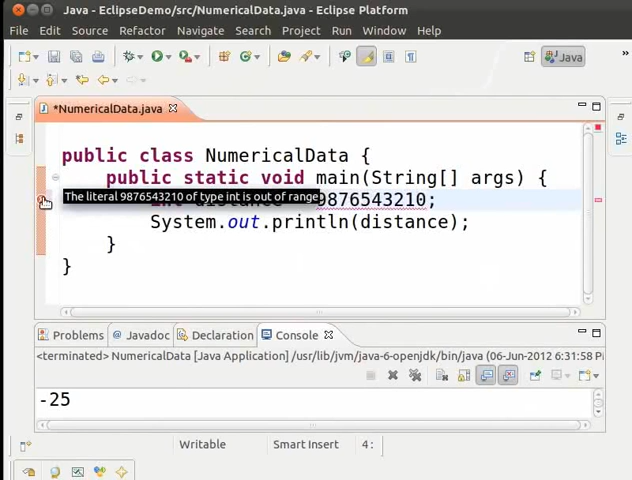 Java - EclipseDemo/src/NumericalData.java - Eclipse Platform
File Edit Source Refactor Navigate Search Project Run Window Help
Java
*NumericalData.java
public class NumericalData {
public static void main(String[] args) {
The literal 9876543210 of type int is out of range 9876543210;
System.out.println(distance);
}
}
Problems Javadoc Declaration Console
<terminated> NumericalData [Java Application] /usr/lib/jvm/java-6-openjdk/bin/java (06-Jun-2012 6:31:58
-25
Writable Smart Insert 4: